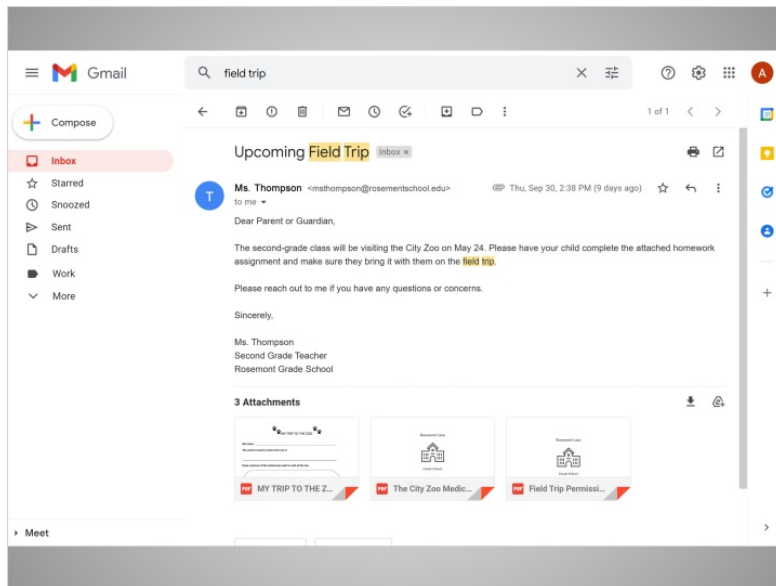 Gmail
field trip
A
Compose
1 of 1
Inbox
Starred
Snoozed
Sent
Drafts
Work
More
Upcoming Field Trip Inbox x
T
Ms. Thompson <msthompson@rosementschool.edu> Thu, Sep 30, 2:38 PM (9 days ago)
to me
Dear Parent or Guardian,
The second-grade class will be visiting the City Zoo on May 24. Please have your child complete the attached homework
assignment and make sure they bring it with them on the field trip.
Please reach out to me if you have any questions or concerns.
Sincerely,
Ms. Thompson
Second Grade Teacher
Rosemont Grade School
3 Attachments
MY TRIP TO THE ZOO
Rosemont Lane
Grade School
Rosemont Lane
Grade School
PDF MY TRIP TO THE Z...
PDF The City Zoo Medic...
PDF Field Trip Permissi...
Meet